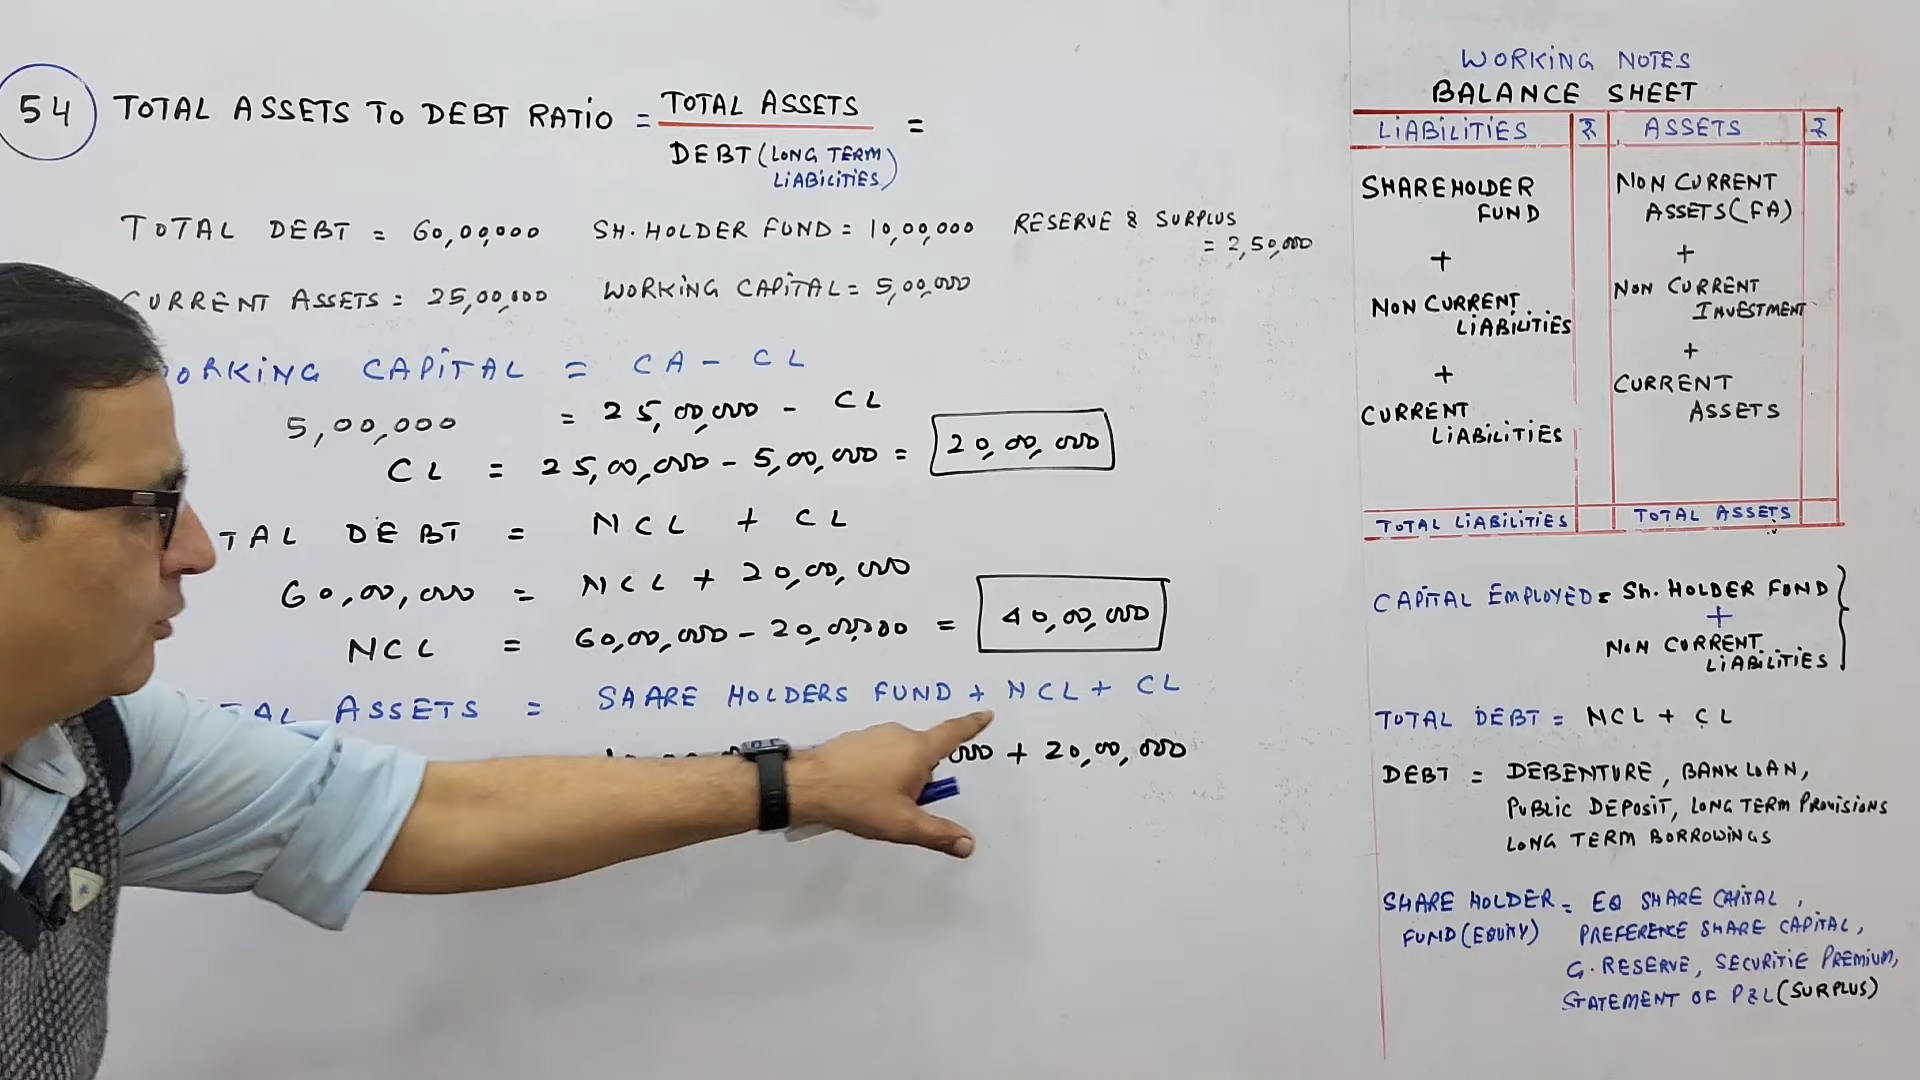 54 TOTAL ASSETS TO DEBT RATIO = TOTAL ASSETS =
DEBT (LONG TERM
LIABILITIES)
TOTAL DEBT = 60,00,000 SH. HOLDER FUND = 10,00,000 RESERVE & SURPLUS
= 2,50,000
CURRENT ASSETS = 25,00,000 WORKING CAPITAL = 5,00,000
ORKING CAPITAL = CA - CL
5,00,000 = 25,00,000 - CL
CL = 25,00,000 - 5,00,000 = 20,00,000
TAL DEBT = NCL + CL
60,00,000 = NCL + 20,00,000
NCL = 60,00,000 - 20,00,000 = 40,00,000
TAL ASSETS = SAARE HOLDERS FUND + NCL + CL
000 + 20,00,000
WORKING NOTES
BALANCE SHEET
LIABILITIES ₹ ASSETS ₹
SHAREHOLDER
FUND
+
NON CURRENT
LIABILITIES
+
CURRENT
LIABILITIES
NON CURRENT
ASSETS (FA)
+
NON CURRENT
INVESTMENT
+
CURRENT
ASSETS
TOTAL LIABILITIES TOTAL ASSETS
CAPITAL EMPLOYED = Sh. HOLDER FUND
+
NON CURRENT
LIABILITIES
TOTAL DEBT = NCL + CL
DEBT = DEBENTURE, BANK LOAN,
PUBLIC DEPOSIT, LONG TERM PROVISIONS
LONG TERM BORROWINGS
SHARE HOLDER = EQ SHARE CAPITAL,
FUND (EQUITY) PREFERENCE SHARE CAPITAL,
G. RESERVE, SECURITIE PREMIUM,
STATEMENT OF P&L (SURPLUS)